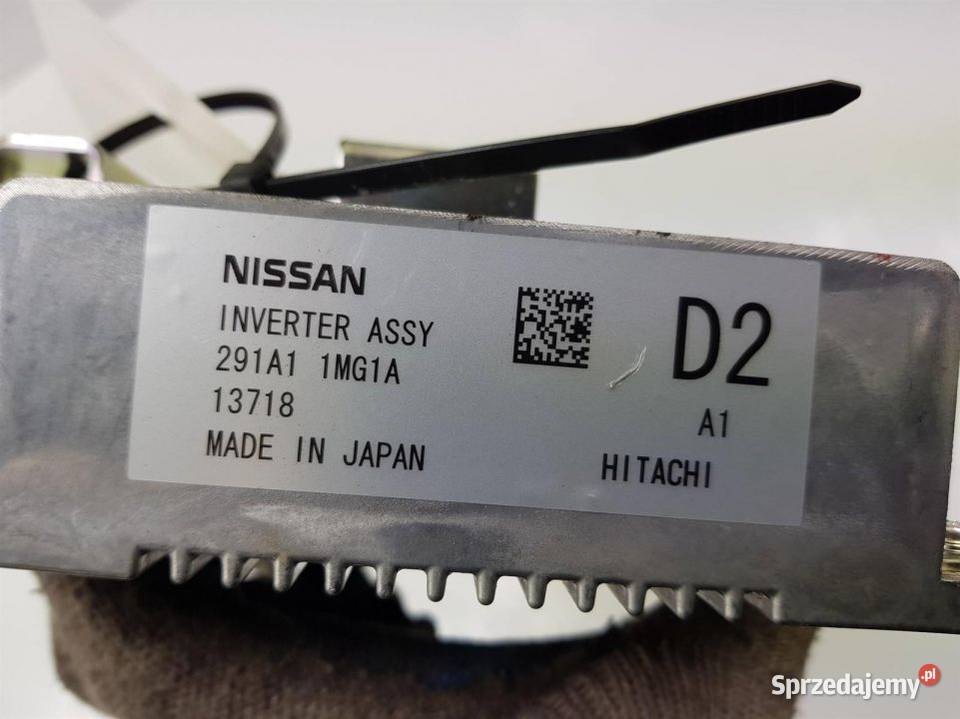 NISSAN
INVERTER ASSY
291A1 1MG1A
13718
MADE IN JAPAN
D2
A1
HITACHI
Sprzedajemy.pl